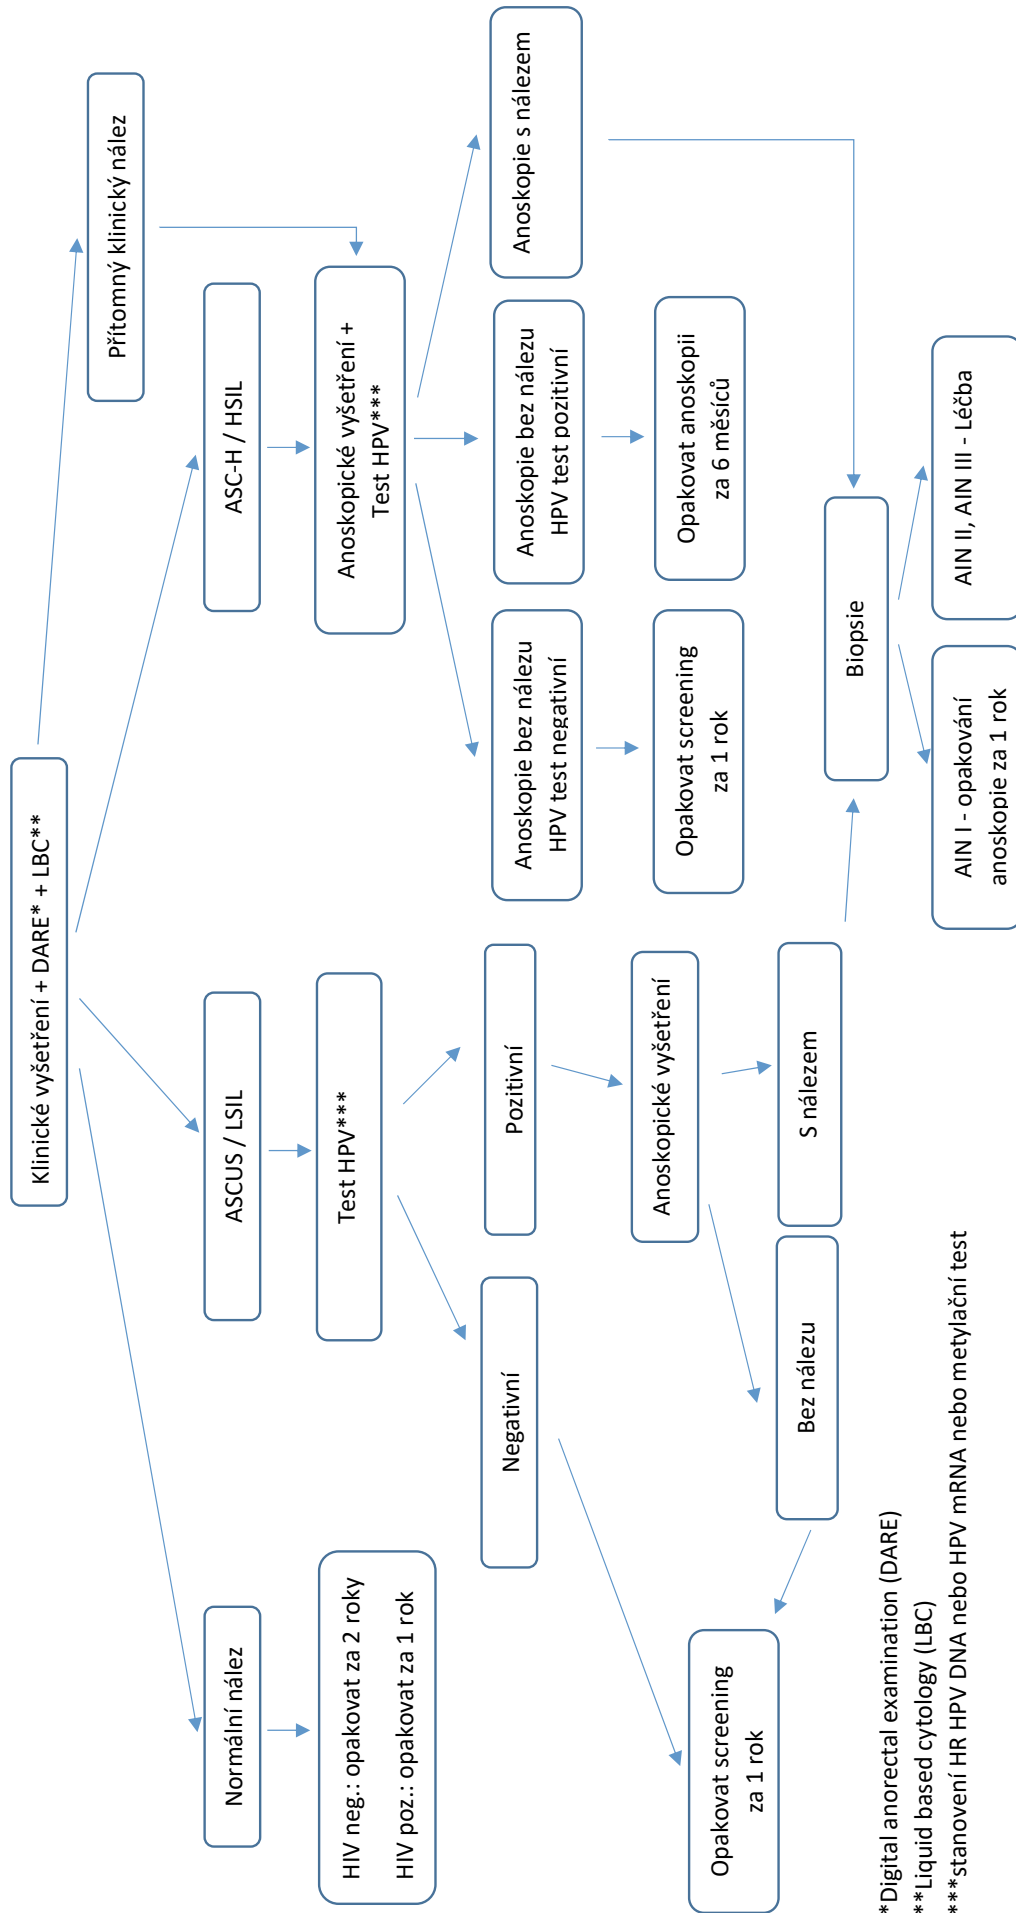 Klinické vyšetření + DARE* + LBC**
Normální nález
ASCUS / LSIL
ASC-H / HSIL
Přítomný klinický nález
HIV neg.: opakovat za 2 roky
HIV poz.: opakovat za 1 rok
Test HPV***
Anoskopické vyšetření +
Test HPV***
Negativní
Pozitivní
Anoskopie bez nálezu
HPV test negativní
Anoskopie bez nálezu
HPV test pozitivní
Anoskopie s nálezem
Anoskopické vyšetření
Opakovat screening
za 1 rok
Opakovat anoskopii
za 6 měsíců
Opakovat screening
za 1 rok
Bez nálezu
S nálezem
Biopsie
AIN I - opakování
anoskopie za 1 rok
AIN II, AIN III - Léčba
*Digital anorectal examination (DARE)
**Liquid based cytology (LBC)
***stanovení HR HPV DNA nebo HPV mRNA nebo metylační test